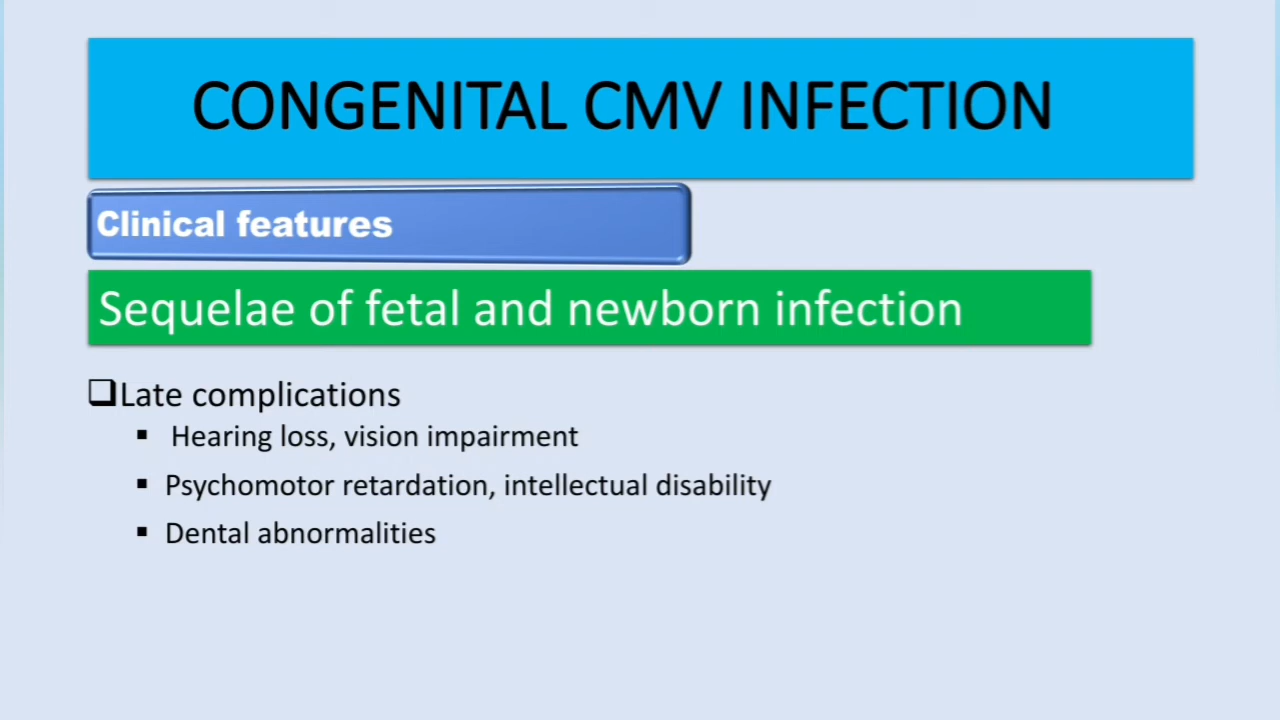 CONGENITAL CMV INFECTION
Clinical features
Sequelae of fetal and newborn infection
❑Late complications
▪ Hearing loss, vision impairment
▪ Psychomotor retardation, intellectual disability
▪ Dental abnormalities